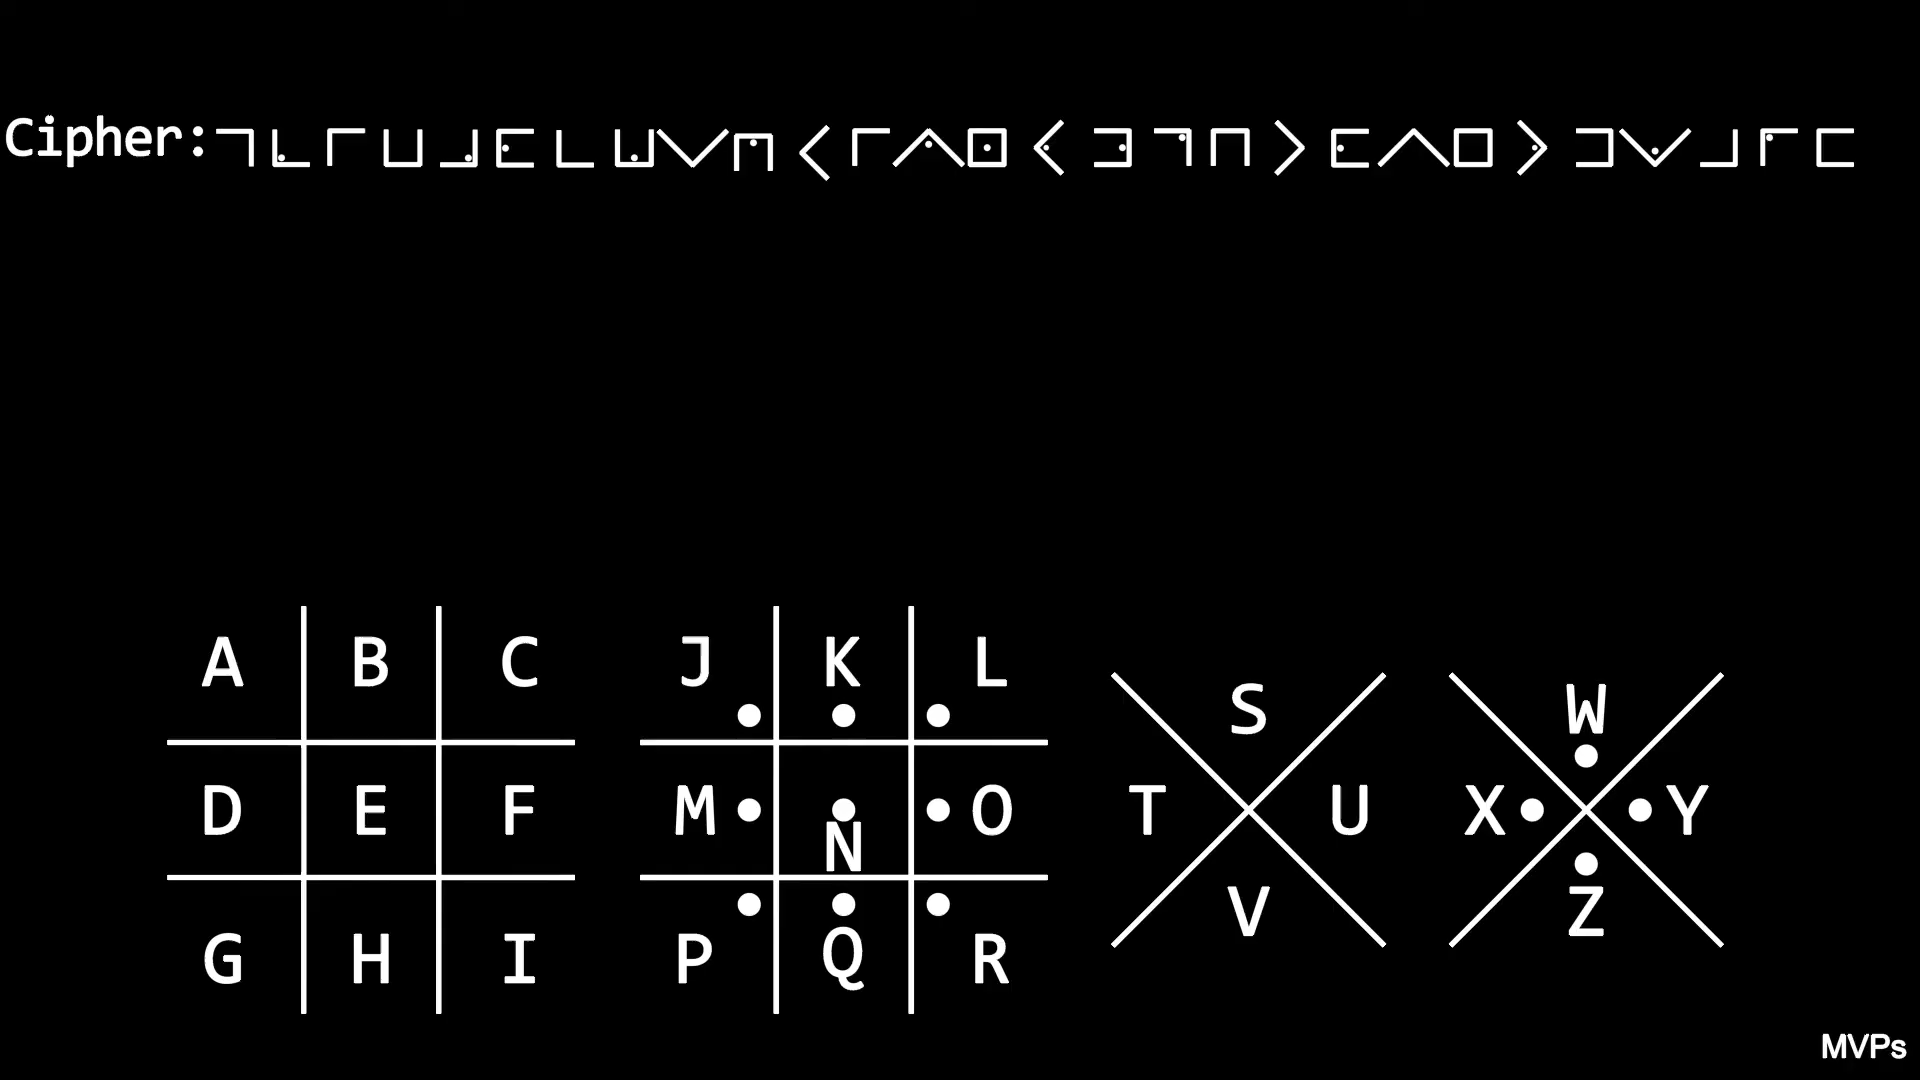 Cipher:
A B C J K L
S W
D E F M N O T U X Y
G H I P Q R V Z
MVPs